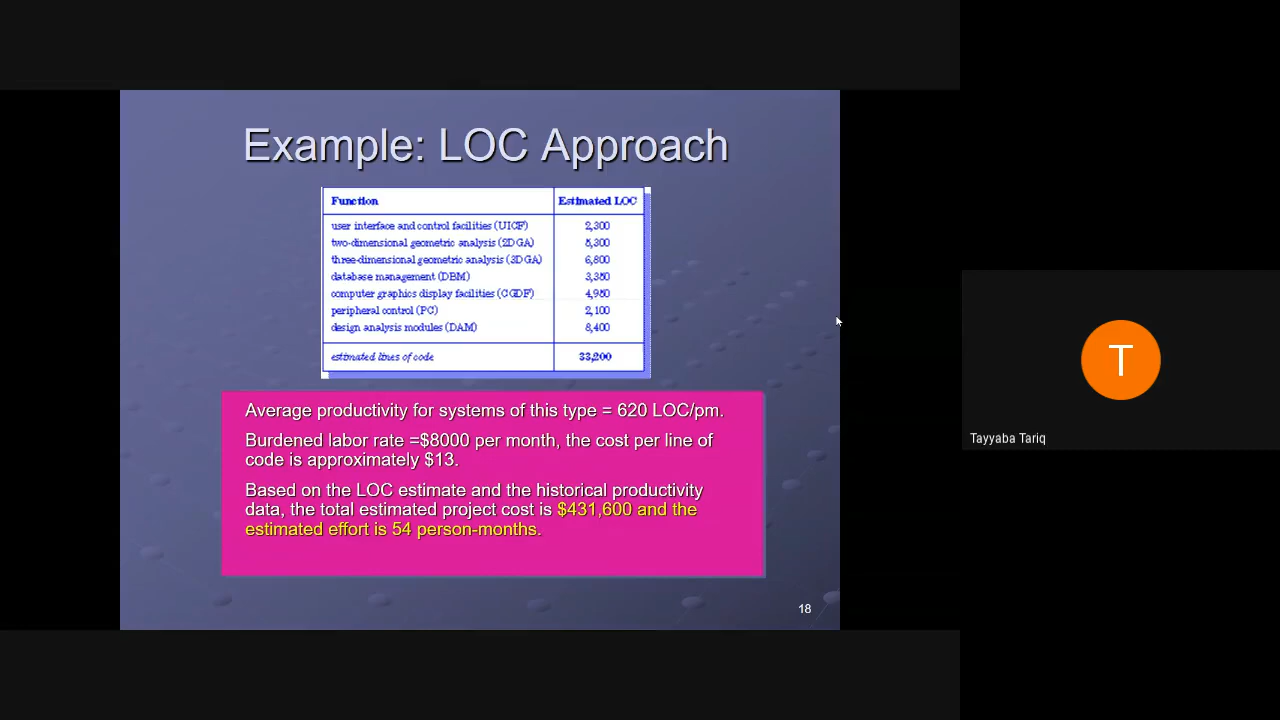 Example: LOC Approach
Function Estimated LOC
user interface and control facilities (UICF) 2,300
two-dimensional geometric analysis (2DGA) 5,300
three-dimensional geometric analysis (3DGA) 6,800
database management (DBM) 3,350
computer graphics display facilities (CGDF) 4,950
peripheral control (PC) 2,100
design analysis modules (DAM) 8,400
estimated lines of code 33,200
Average productivity for systems of this type = 620 LOC/pm.
Burdened labor rate =$8000 per month, the cost per line of
code is approximately $13.
Based on the LOC estimate and the historical productivity
data, the total estimated project cost is $431,600 and the
estimated effort is 54 person-months.
18
T
Tayyaba Tariq